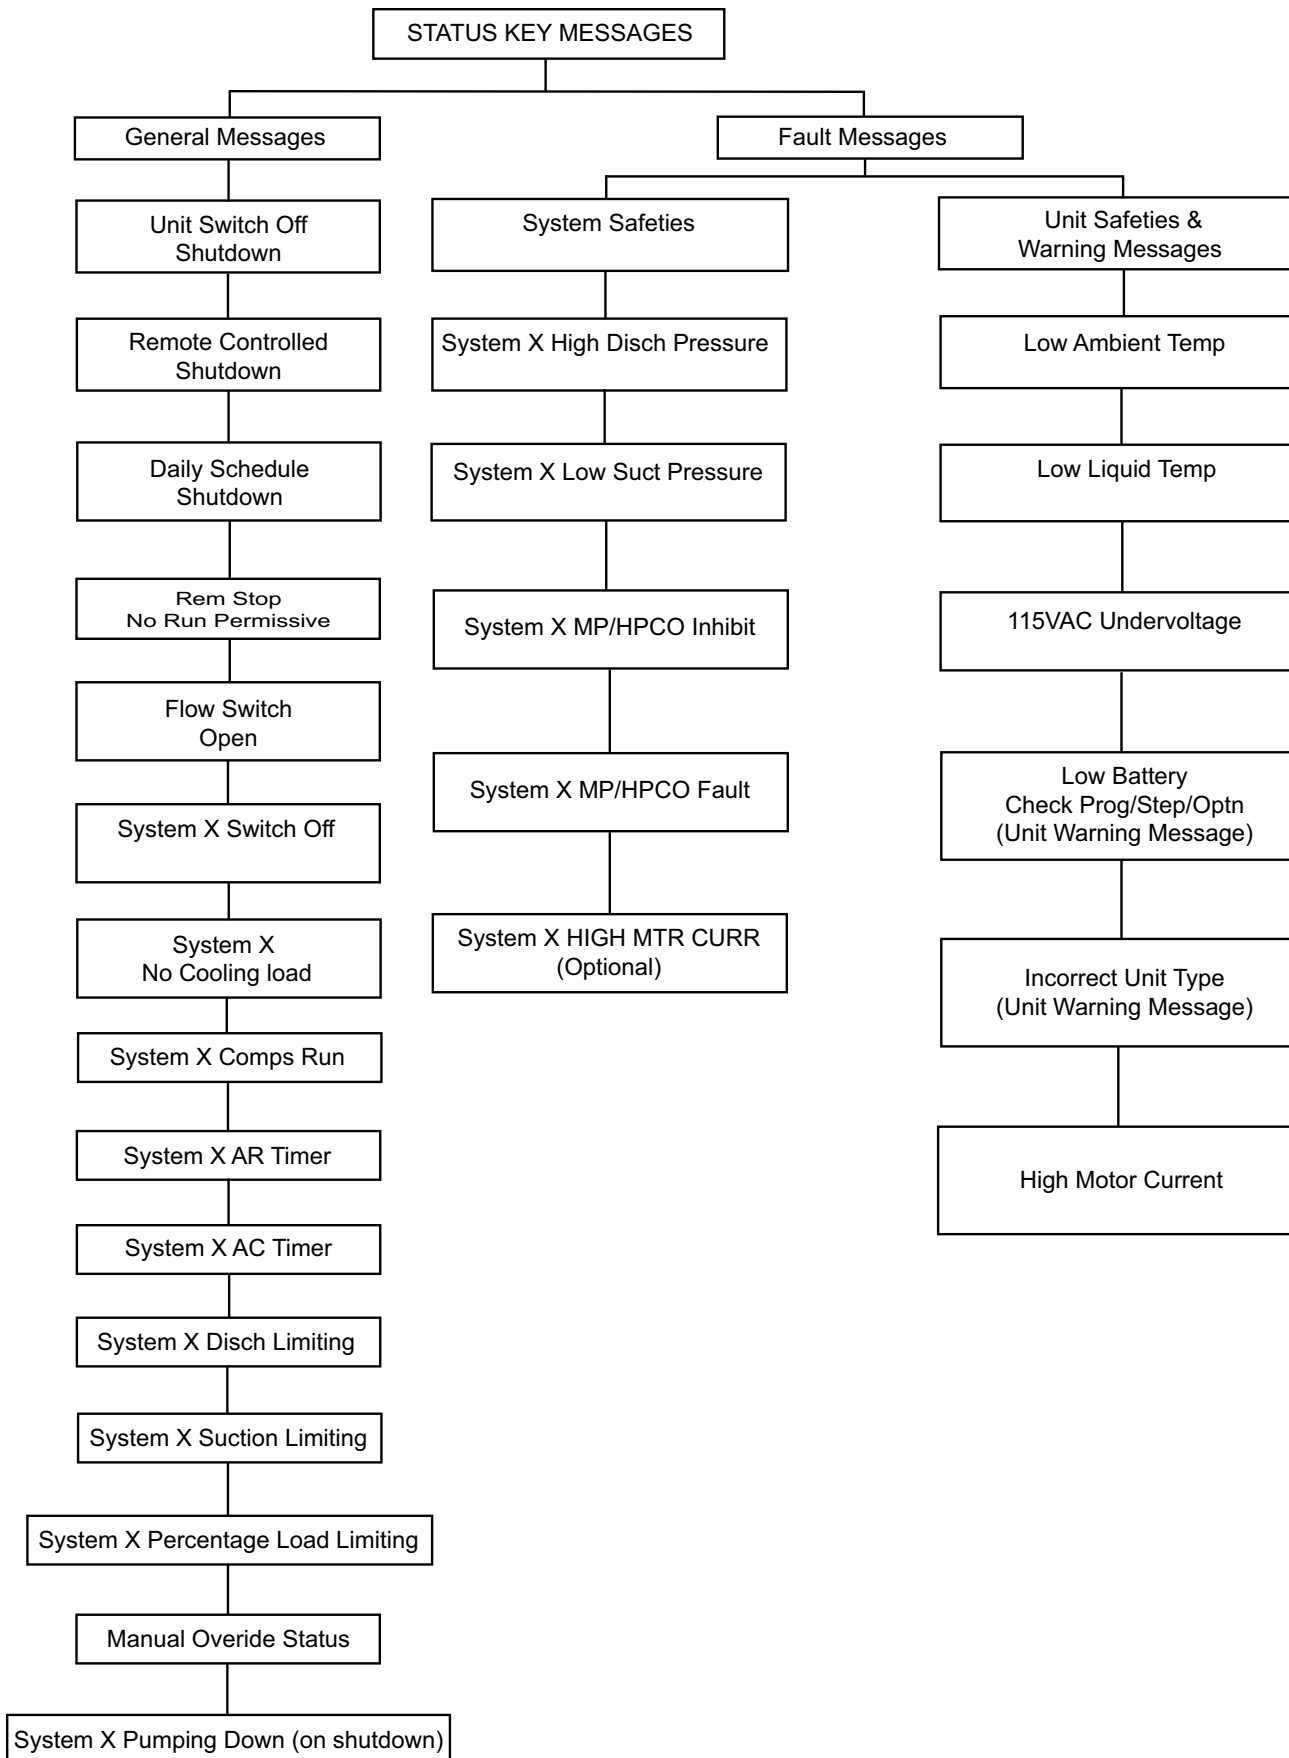 STATUS KEY MESSAGES
General Messages
Unit Switch Off
Shutdown
Remote Controlled
Shutdown
Daily Schedule
Shutdown
Rem Stop
No Run Permissive
Flow Switch
Open
System X Switch Off
System X
No Cooling load
System X Comps Run
System X AR Timer
System X AC Timer
System X Disch Limiting
System X Suction Limiting
System X Percentage Load Limiting
Manual Overide Status
System X Pumping Down (on shutdown)
Fault Messages
System Safeties
System X High Disch Pressure
System X Low Suct Pressure
System X MP/HPCO Inhibit
System X MP/HPCO Fault
System X HIGH MTR CURR
(Optional)
Unit Safeties &
Warning Messages
Low Ambient Temp
Low Liquid Temp
115VAC Undervoltage
Low Battery
Check Prog/Step/Optn
(Unit Warning Message)
Incorrect Unit Type
(Unit Warning Message)
High Motor Current